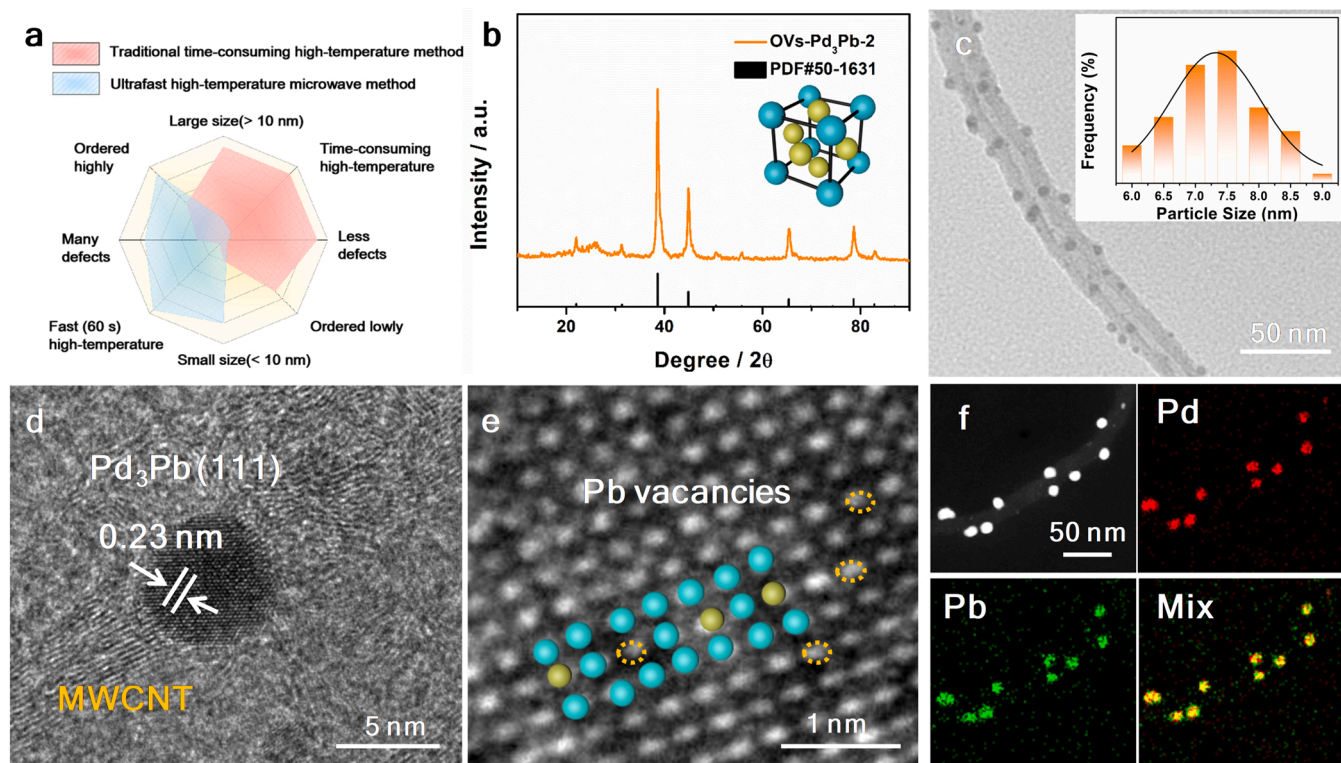 a
Traditional time-consuming high-temperature method
Ultrafast high-temperature microwave method
Large size(> 10 nm)
Ordered
highly
Time-consuming
high-temperature
Many
defects
Less
defects
Fast (60 s)
high-temperature
Ordered lowly
Small size(< 10 nm)
b
OVs-Pd₃Pb-2
PDF#50-1631
Intensity / a.u.
20
40
60
80
Degree / 2θ
c
Frequency (%)
6.0
6.5
7.0
7.5
8.0
8.5
9.0
Particle Size (nm)
50 nm
d
Pd₃Pb (111)
0.23 nm
MWCNT
5 nm
e
Pb vacancies
1 nm
f
50 nm
Pd
Pb
Mix